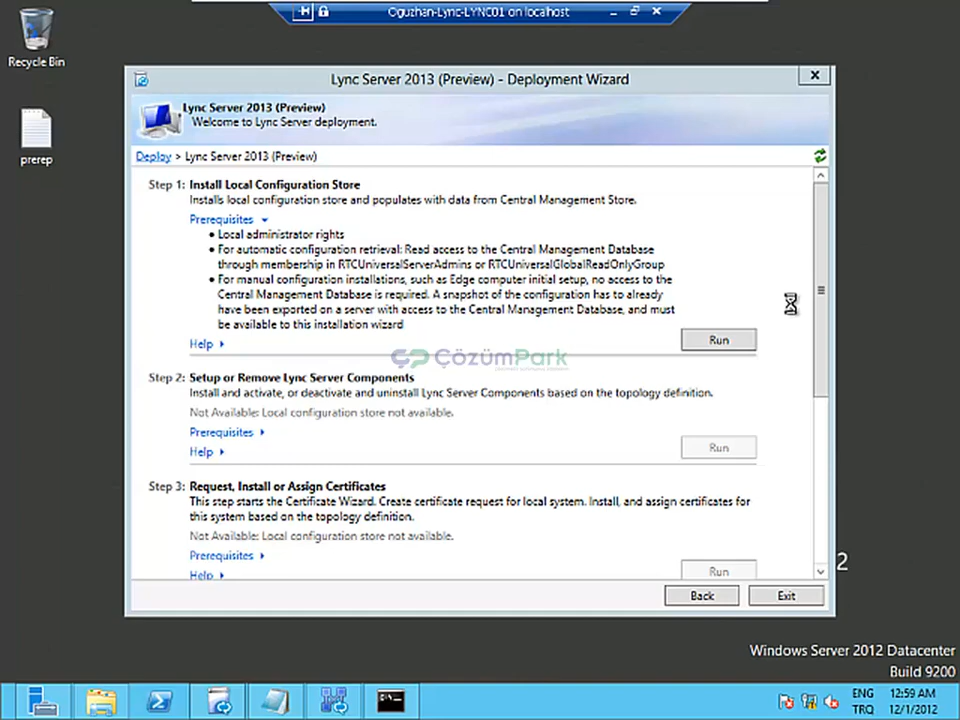 Oguzhan-Lync-LYNC01 on localhost
Recycle Bin
prerep
Lync Server 2013 (Preview) - Deployment Wizard
Lync Server 2013 (Preview)
Welcome to Lync Server deployment.
Deploy > Lync Server 2013 (Preview)
Step 1: Install Local Configuration Store
Installs local configuration store and populates with data from Central Management Store.
Prerequisites
• Local administrator rights
• For automatic configuration retrieval: Read access to the Central Management Database
through membership in RTCUniversalServerAdmins or RTCUniversalGlobalReadOnlyGroup
• For manual configuration installations, such as Edge computer initial setup, no access to the
Central Management Database is required. A snapshot of the configuration has to already
have been exported on a server with access to the Central Management Database, and must
be available to this installation wizard
Run
Help
ÇözümPark
Step 2: Setup or Remove Lync Server Components
Install and activate, or deactivate and uninstall Lync Server Components based on the topology definition.
Not Available: Local configuration store not available.
Prerequisites
Run
Help
Step 3: Request, Install or Assign Certificates
This step starts the Certificate Wizard. Create certificate request for local system. Install, and assign certificates for
this system based on the topology definition.
Not Available: Local configuration store not available.
Prerequisites
Run
Help
2
Back
Exit
Windows Server 2012 Datacenter
Build 9200
ENG
TRQ
12:59 AM
12/1/2012